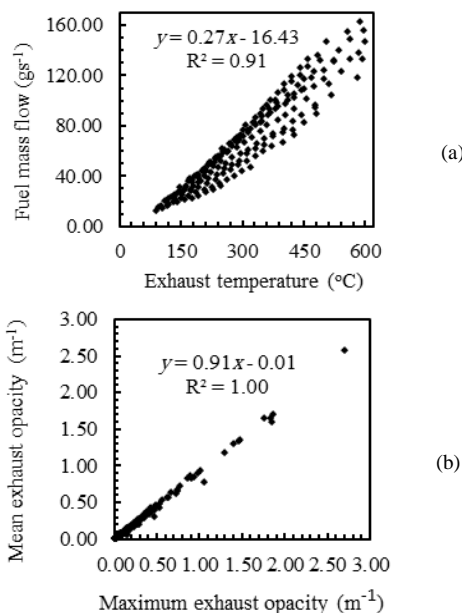 y = 0.27x - 16.43
R² = 0.91
160.00
120.00
80.00
40.00
0.00
0 150 300 450 600
Fuel mass flow (gs⁻¹)
Exhaust temperature (°C)
(a)
y = 0.91x - 0.01
R² = 1.00
3.00
2.50
2.00
1.50
1.00
0.50
0.00
0.00 0.50 1.00 1.50 2.00 2.50 3.00
Mean exhaust opacity (m⁻¹)
Maximum exhaust opacity (m⁻¹)
(b)